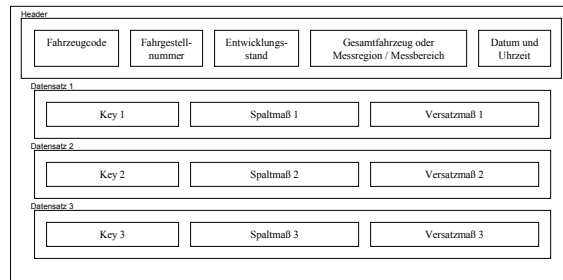 Header
Fahrzeugcode
Fahrgestell-
nummer
Entwicklungs-
stand
Gesamtfahrzeug oder
Messregion / Messbereich
Datum und
Uhrzeit
Datensatz 1
Key 1
Spaltmaß 1
Versatzmaß 1
Datensatz 2
Key 2
Spaltmaß 2
Versatzmaß 2
Datensatz 3
Key 3
Spaltmaß 3
Versatzmaß 3